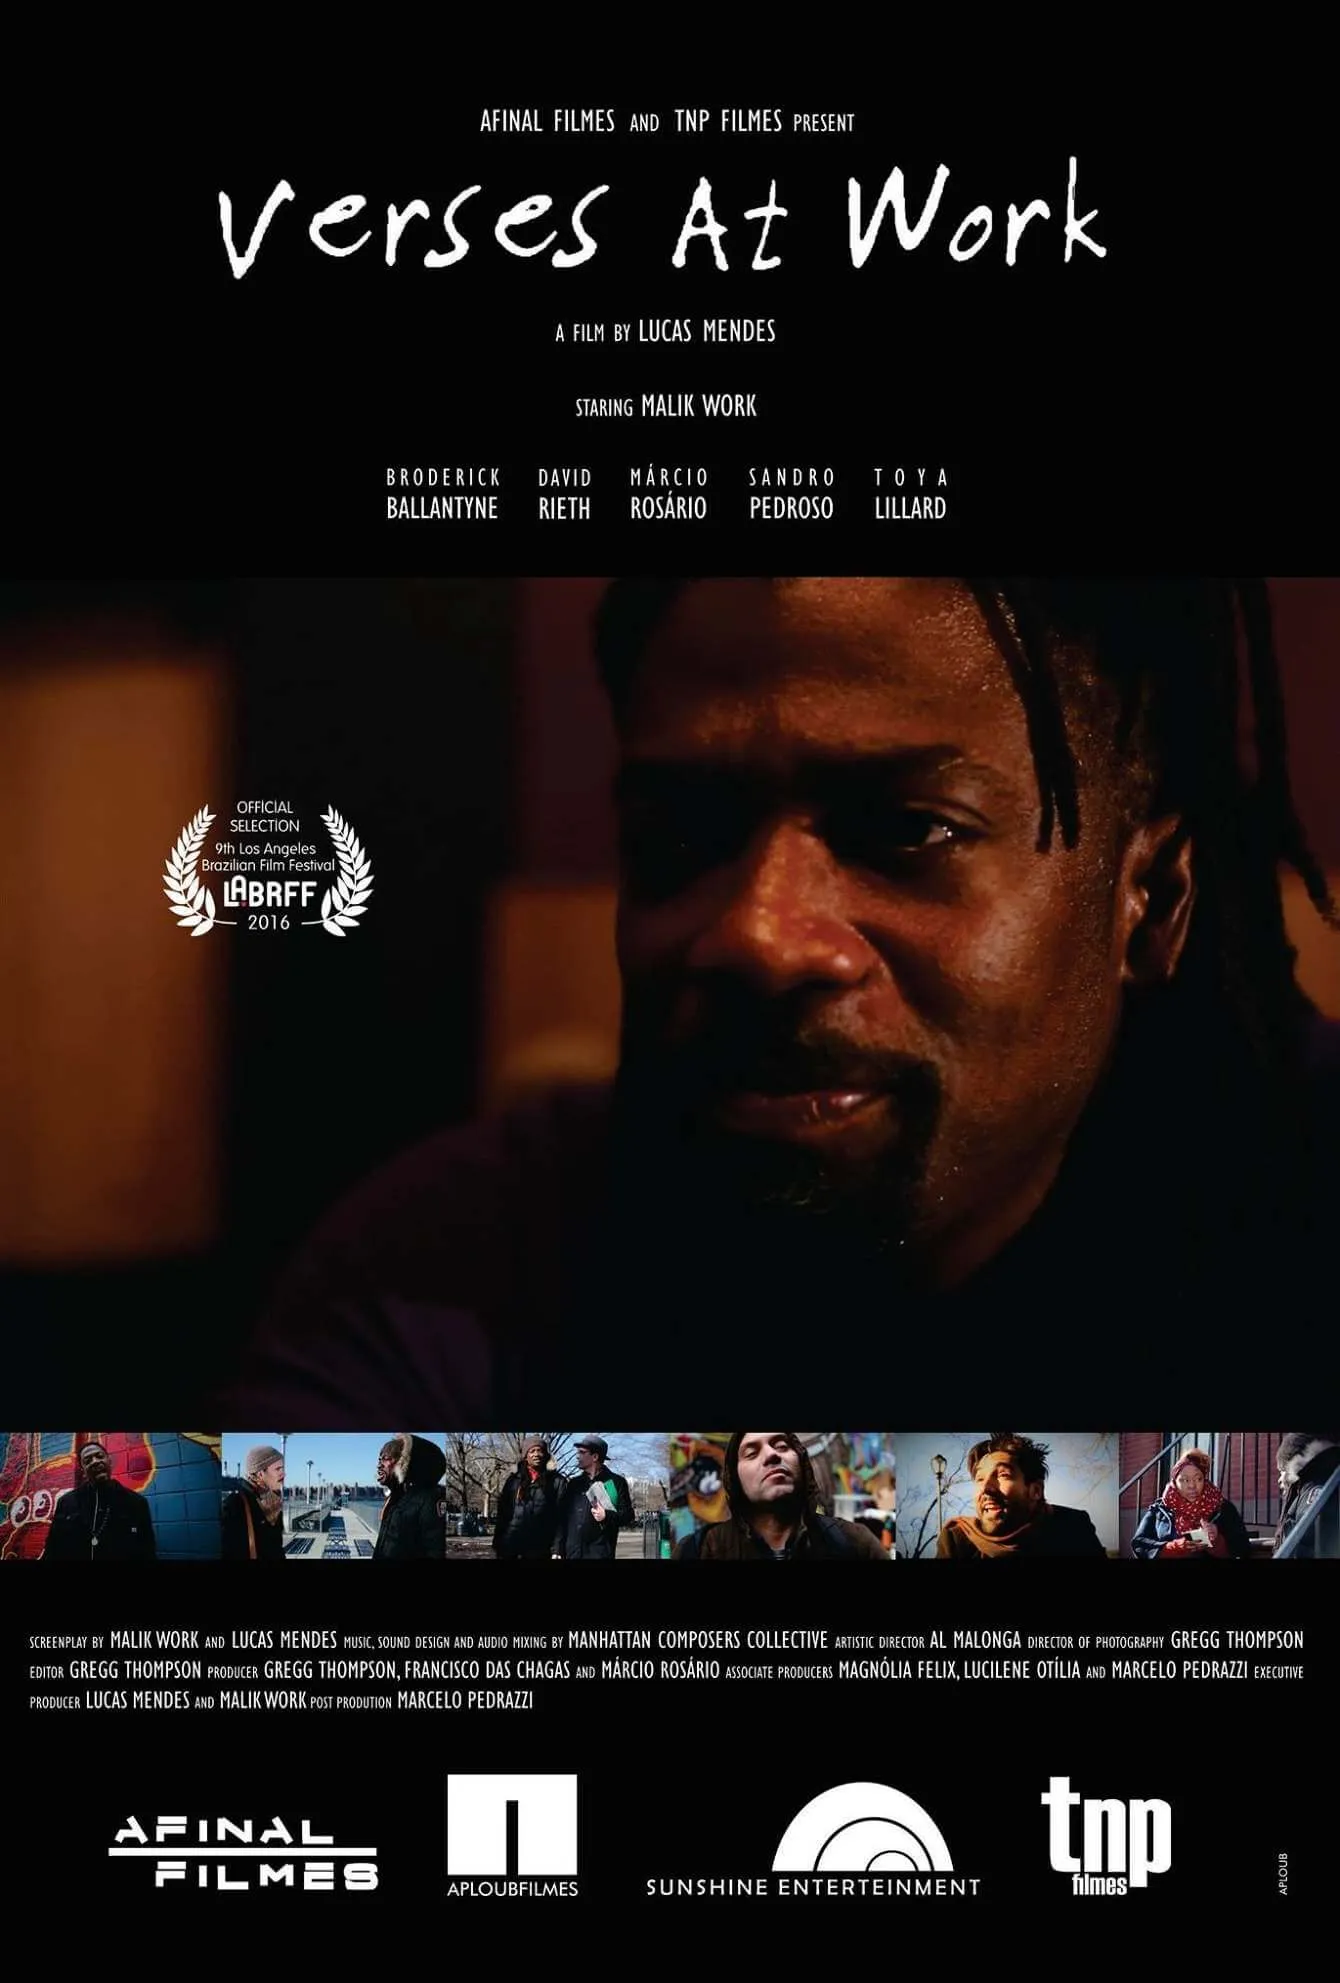 AFINAL FILMES AND TNP FILMES PRESENT
Verses At Work
A FILM BY LUCAS MENDES
STARING MALIK WORK
BRODERICK BALLANTYNE
DAVID RIETH
MÁRCIO ROSÁRIO
SANDRO PEDROSO
TOYA LILLARD
OFFICIAL
SELECTION
9th Los Angeles
Brazilian Film Festival
LABRFF
2016
SCREENPLAY BY MALIK WORK AND LUCAS MENDES MUSIC, SOUND DESIGN AND AUDIO MIXING BY MANHATTAN COMPOSERS COLLECTIVE ARTISTIC DIRECTOR AL MALONGA DIRECTOR OF PHOTOGRAPHY GREGG THOMPSON
EDITOR GREGG THOMPSON PRODUCER GREGG THOMPSON, FRANCISCO DAS CHAGAS AND MÁRCIO ROSÁRIO ASSOCIATE PRODUCERS MAGNÓLIA FELIX, LUCILENE OTÍLIA AND MARCELO PEDRAZZI EXECUTIVE
PRODUCER LUCAS MENDES AND MALIK WORK POST PRODUTION MARCELO PEDRAZZI
AFINAL
FILMES
APLOUBFILMES
SUNSHINE ENTERTEINMENT
tnp
filmes
APLOUB